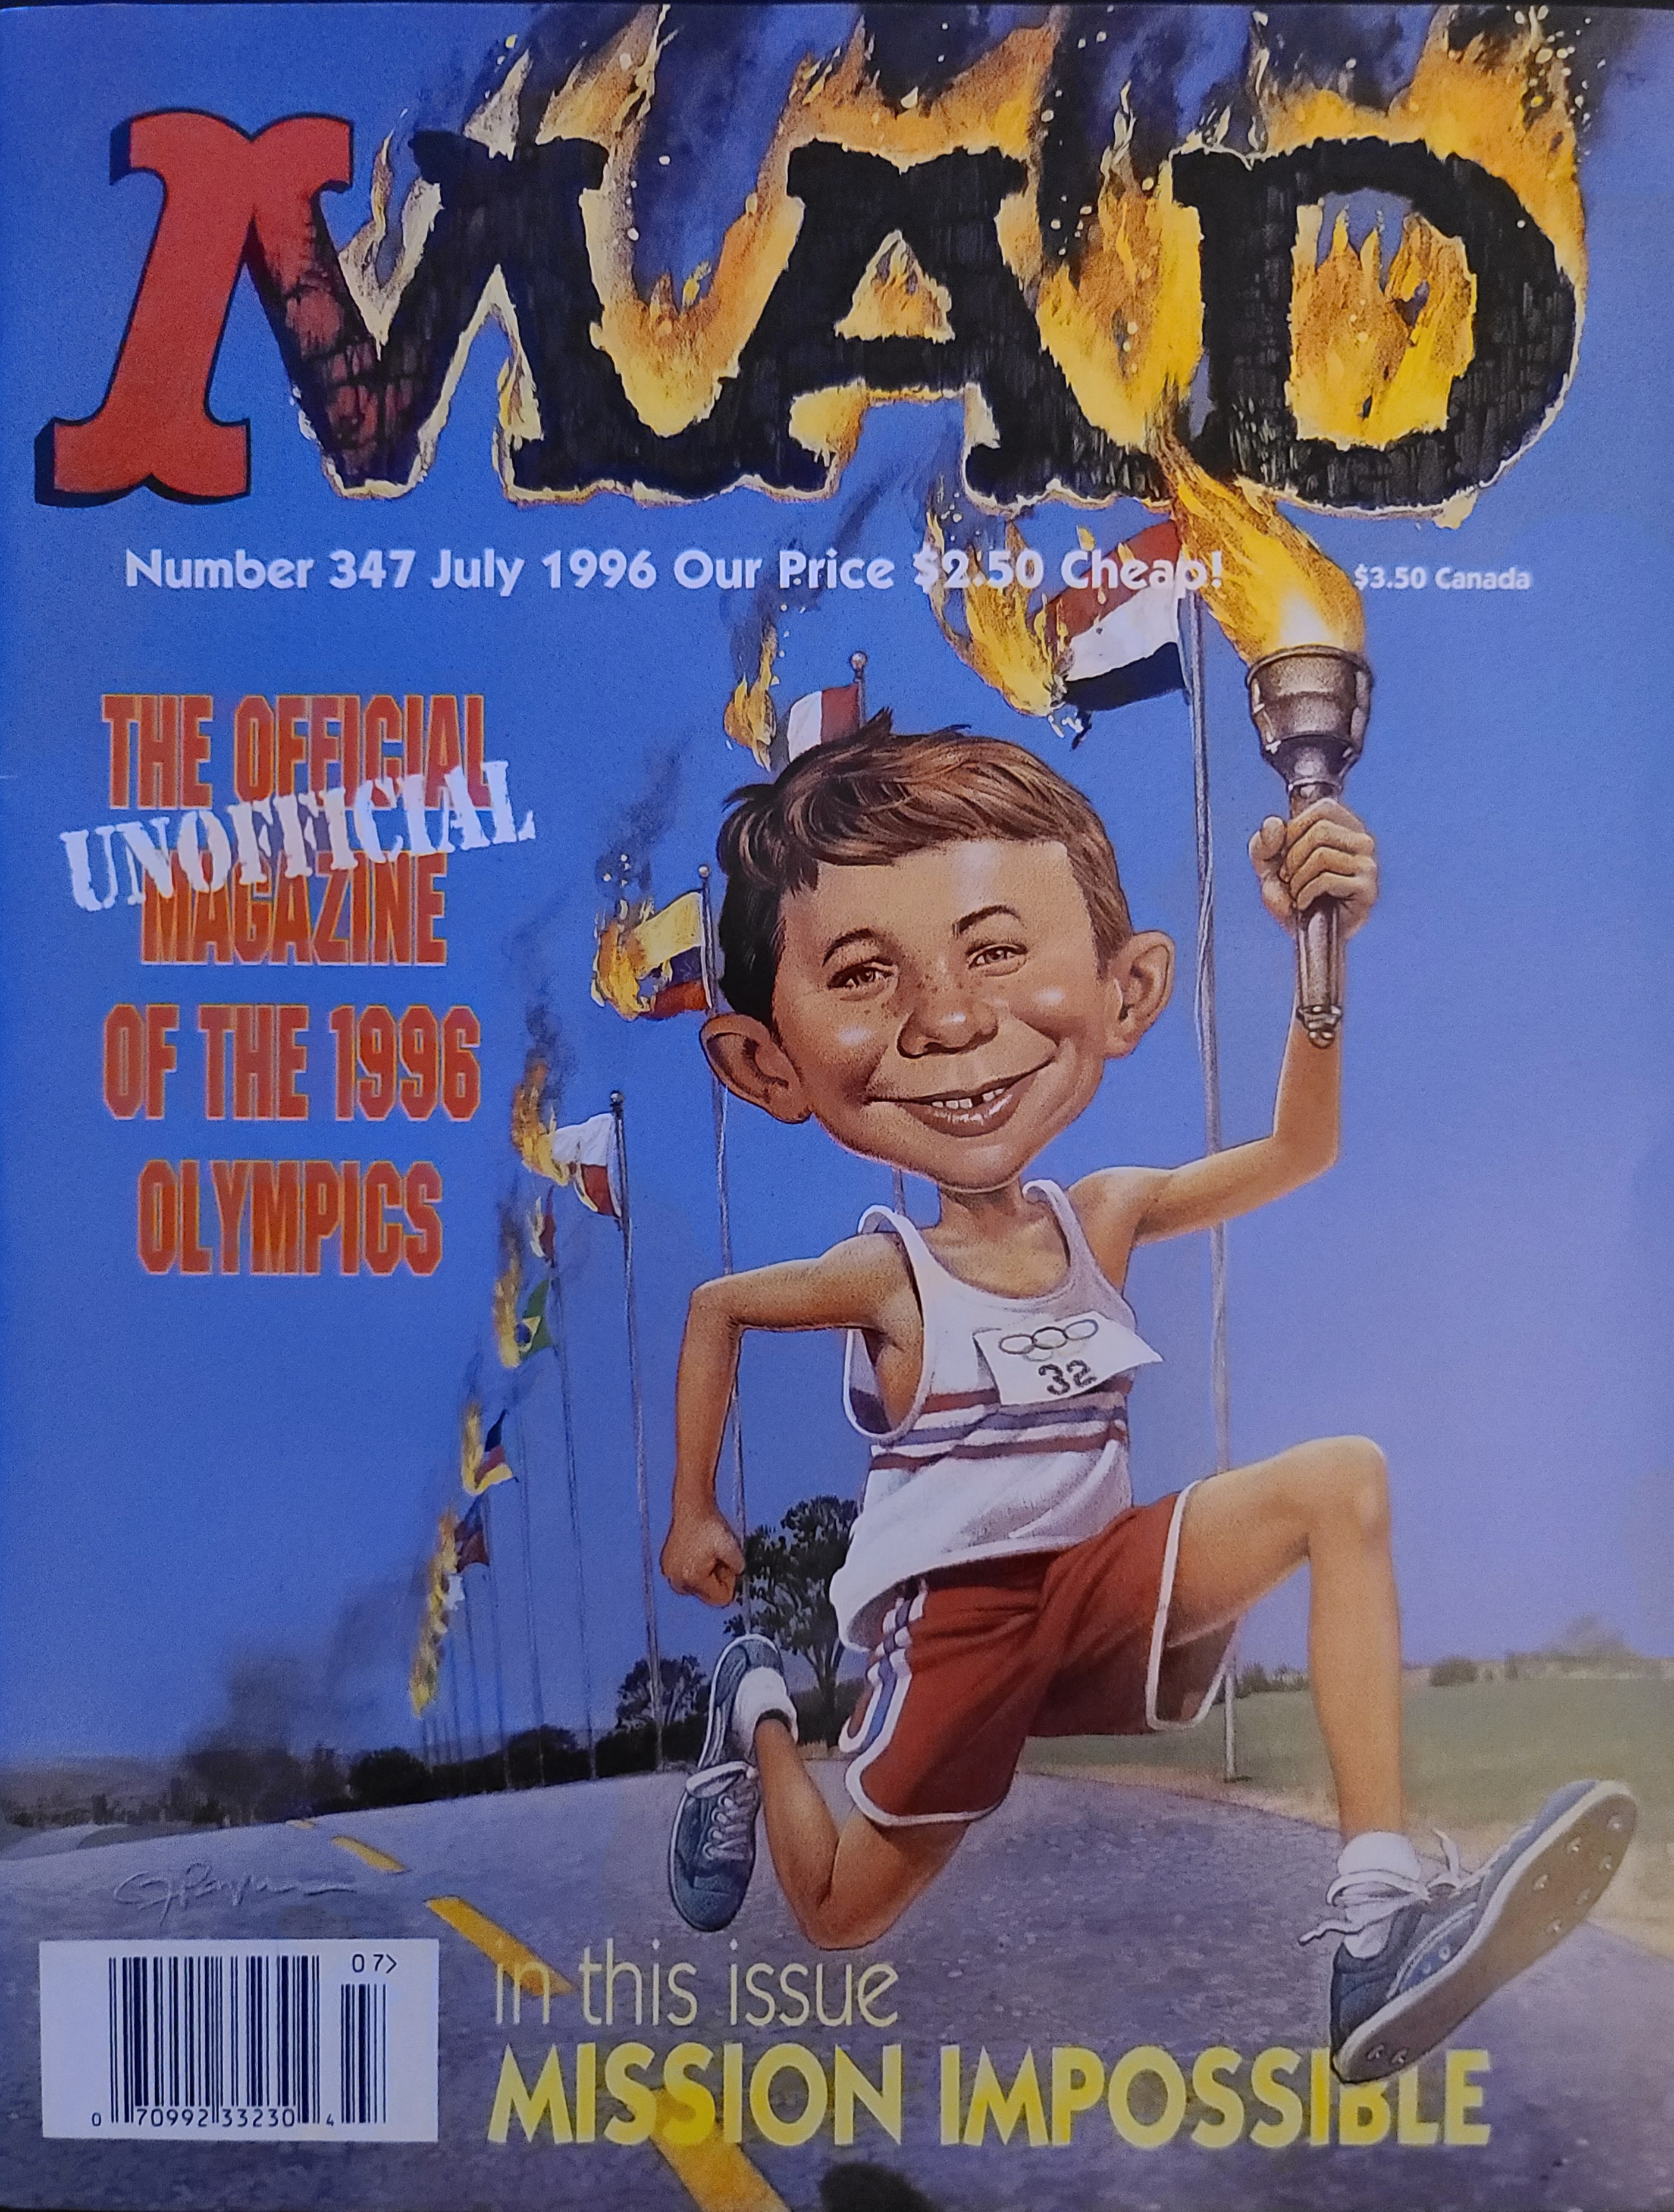 MAD
Number 347 July 1996 Our Price $2.50 Cheap!
$3.50 Canada
THE OFFICIAL
UNOFFICIAL
MAGAZINE
OF THE 1996
OLYMPICS
32
07>
0 70992 33230 4
in this issue
MISSION IMPOSSIBLE